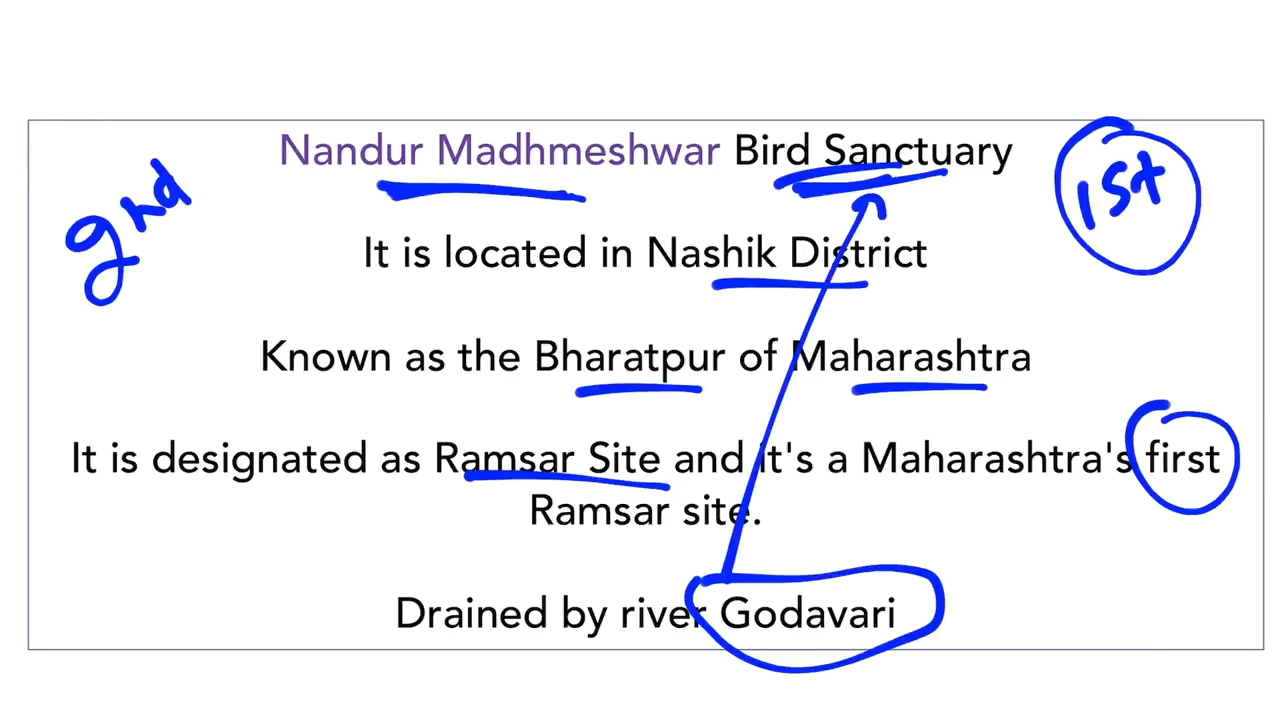 Nandur Madhmeshwar Bird Sanctuary
1st
2nd
It is located in Nashik District
Known as the Bharatpur of Maharashtra
It is designated as Ramsar Site and it's a Maharashtra's first
Ramsar site.
Drained by river Godavari